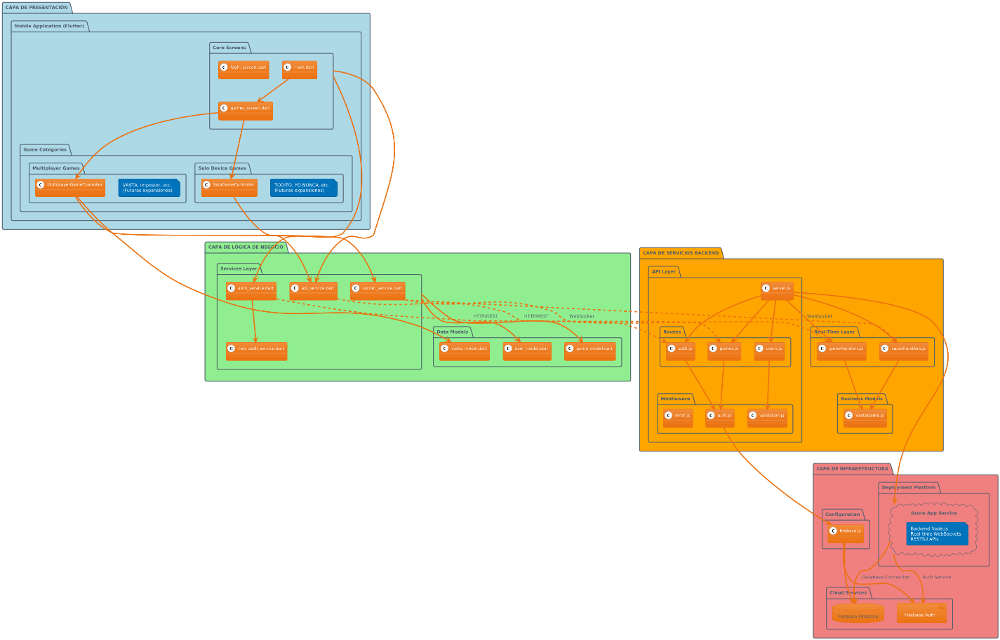 CAPA DE PRESENTACIÓN
Mobile Application (Flutter)
Core Screens
C login_screen.dart
C main.dart
C games_screen.dart
Game Categories
Multiplayer Games
C MultiplayerGameController
VASTA, Impostor, etc.
(Futuras expansiones)
Solo Device Games
C SoloGameController
TODITO, YO NUNCA, etc.
(Futuras expansiones)
CAPA DE LÓGICA DE NEGOCIO
Services Layer
C auth_service.dart
C api_service.dart
C socket_service.dart
C new_auth_service.dart
HTTP/REST
HTTP/REST
WebSocket
WebSocket
Data Models
C vasta_model.dart
C user_model.dart
C game_model.dart
CAPA DE SERVICIOS BACKEND
API Layer
C server.js
Routes
C auth.js
C games.js
C users.js
Real-Time Layer
C gameHandlers.js
C vastaHandlers.js
Middleware
C error.js
C auth.js
C validation.js
Business Models
C VastaGame.js
CAPA DE INFRAESTRUCTURA
Deployment Platform
Azure App Service
Backend Node.js
Real-time WebSockets
RESTful APIs
Configuration
C firebase.js
Database Connection
Auth Service
Cloud Services
Firebase Firestore
Firebase Auth